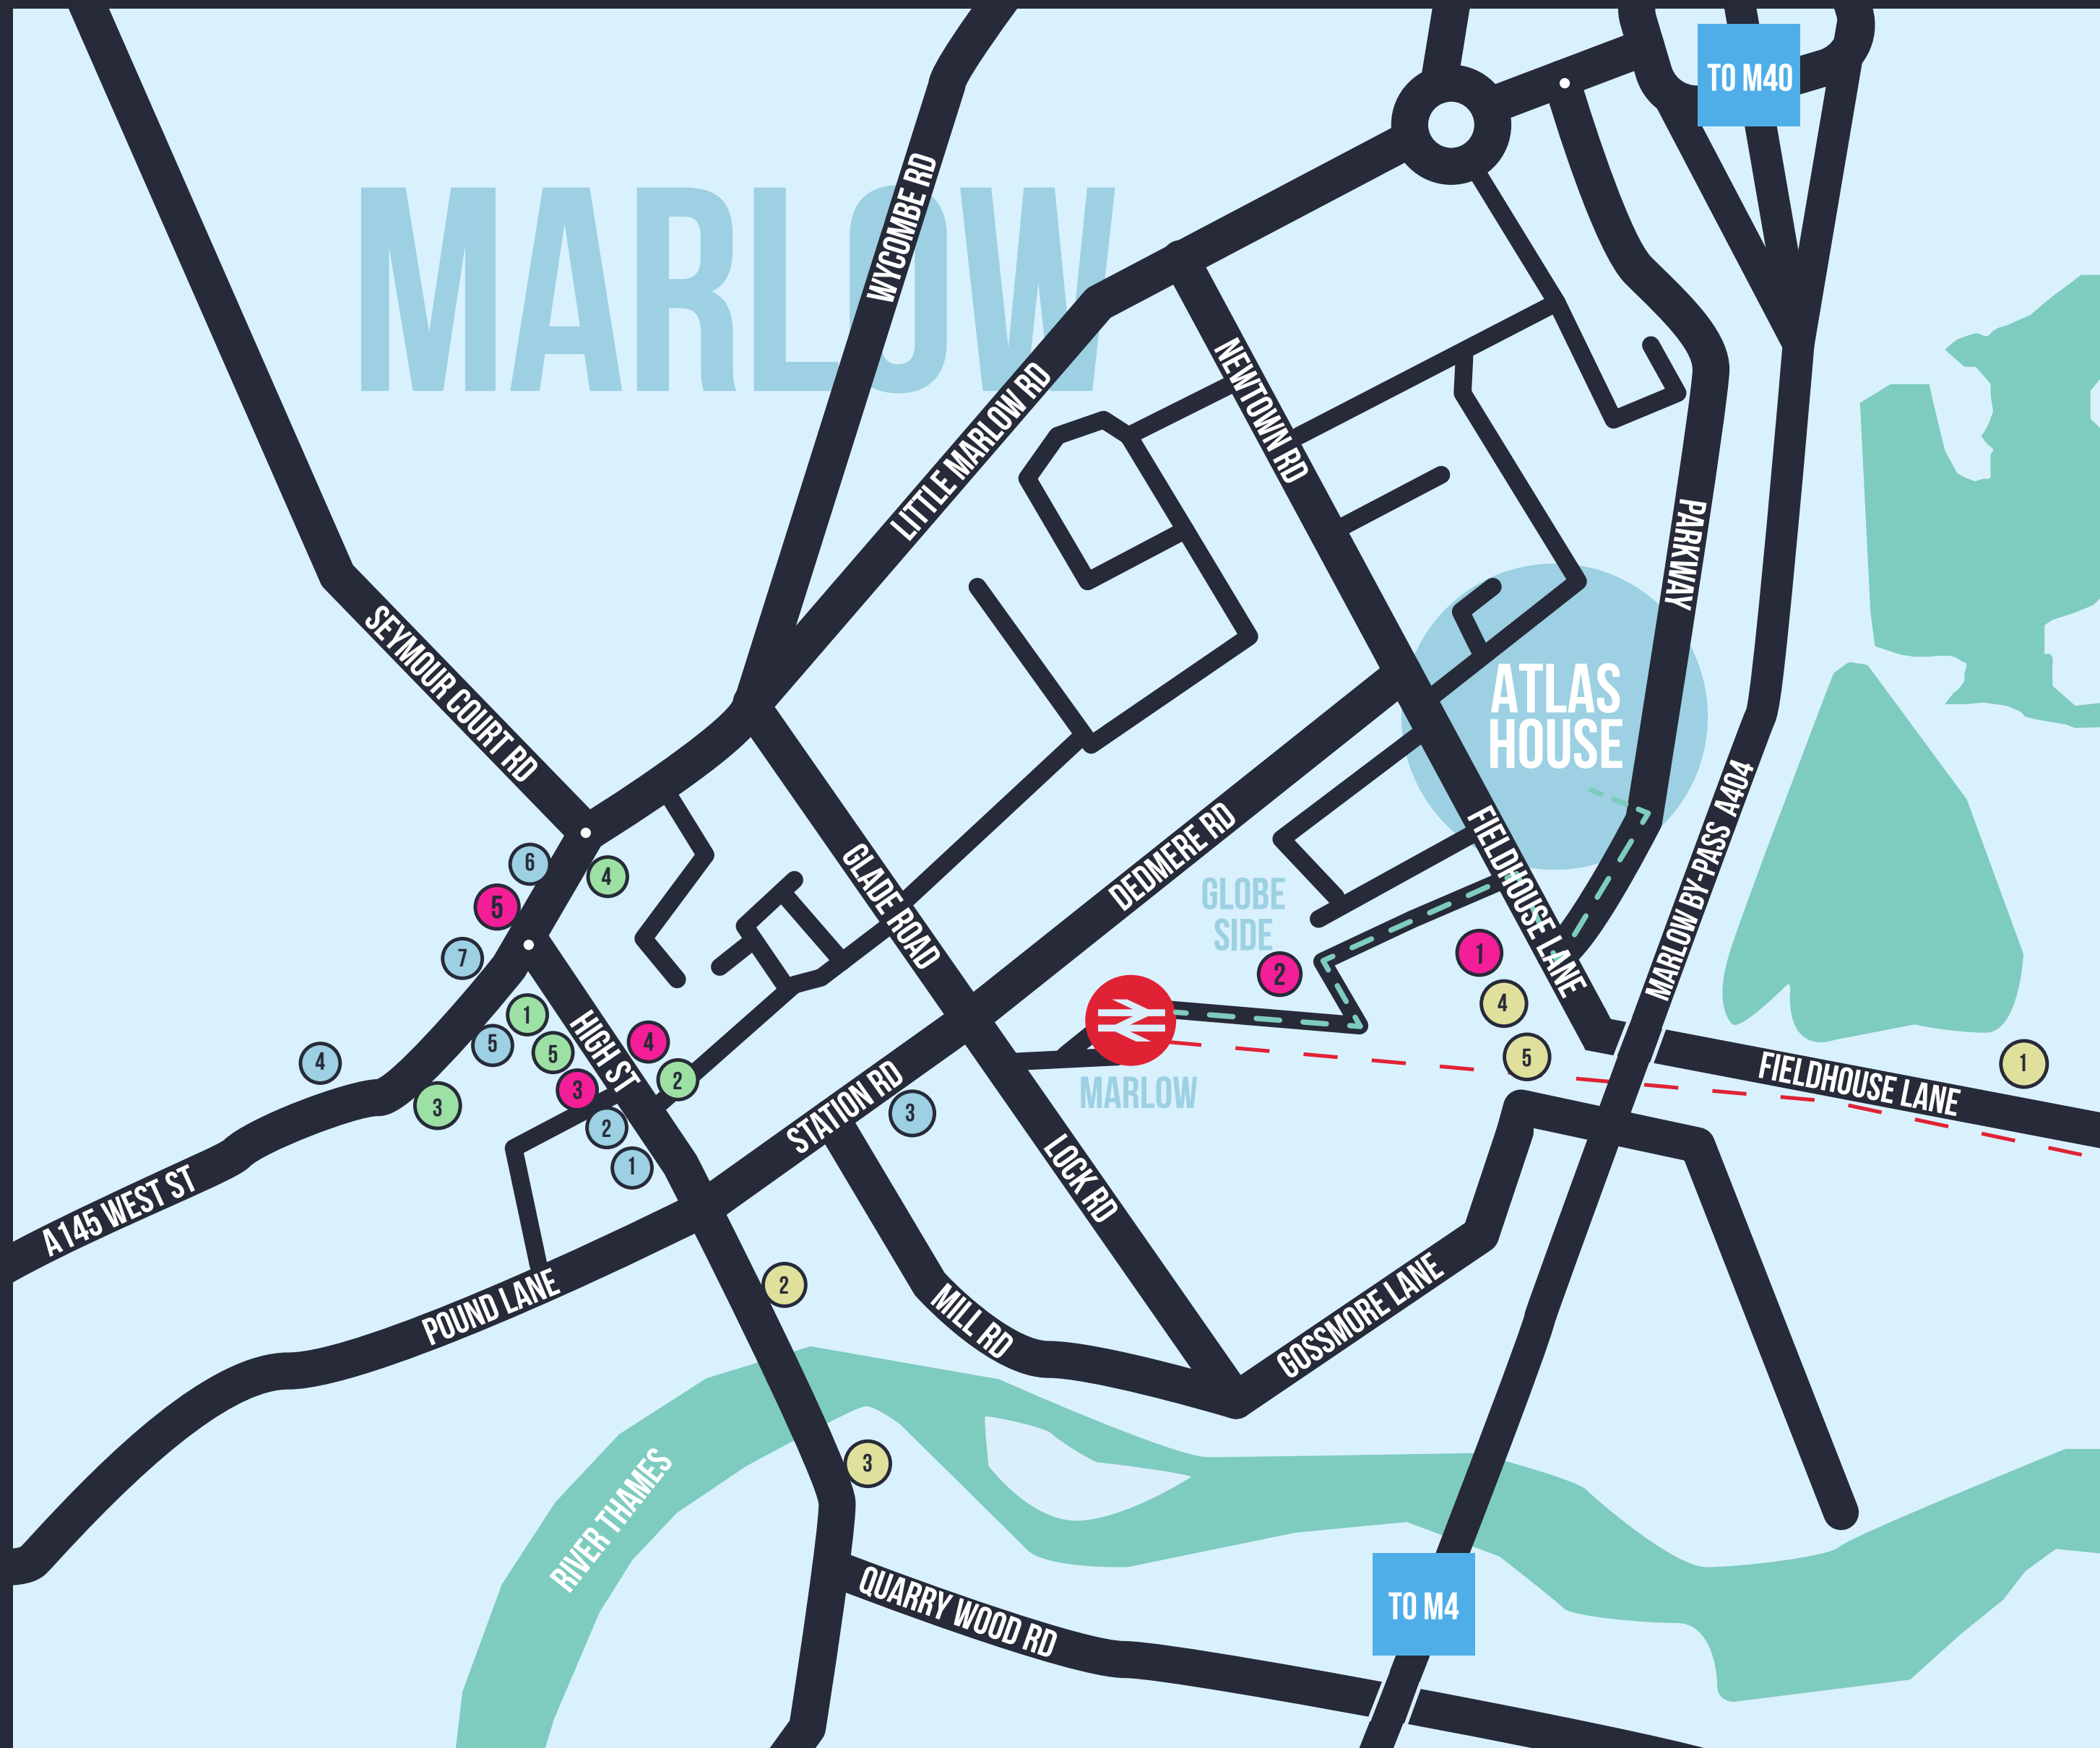 TO M40
MARLOW
WYCOMBE RD
LITTLE MARLOW RD
NEWTOWN RD
PARKWAY
SEYMOUR COURT RD
ATLAS
HOUSE
MARLOW BY-PASS A404
DEDMERE RD
FIELDHOUSE LANE
GLADE ROAD
GLOBE
SIDE
6
4
5
7
2
1
4
5
1
5
5
4
3
2
3
4
HIGH ST
2
1
MARLOW
STATION RD
3
FIELDHOUSE LANE
1
A145 WEST ST
LOCK RD
POUND LANE
2
MILL RD
GOSSMORE LANE
3
RIVER THAMES
QUARRY WOOD RD
TO M4